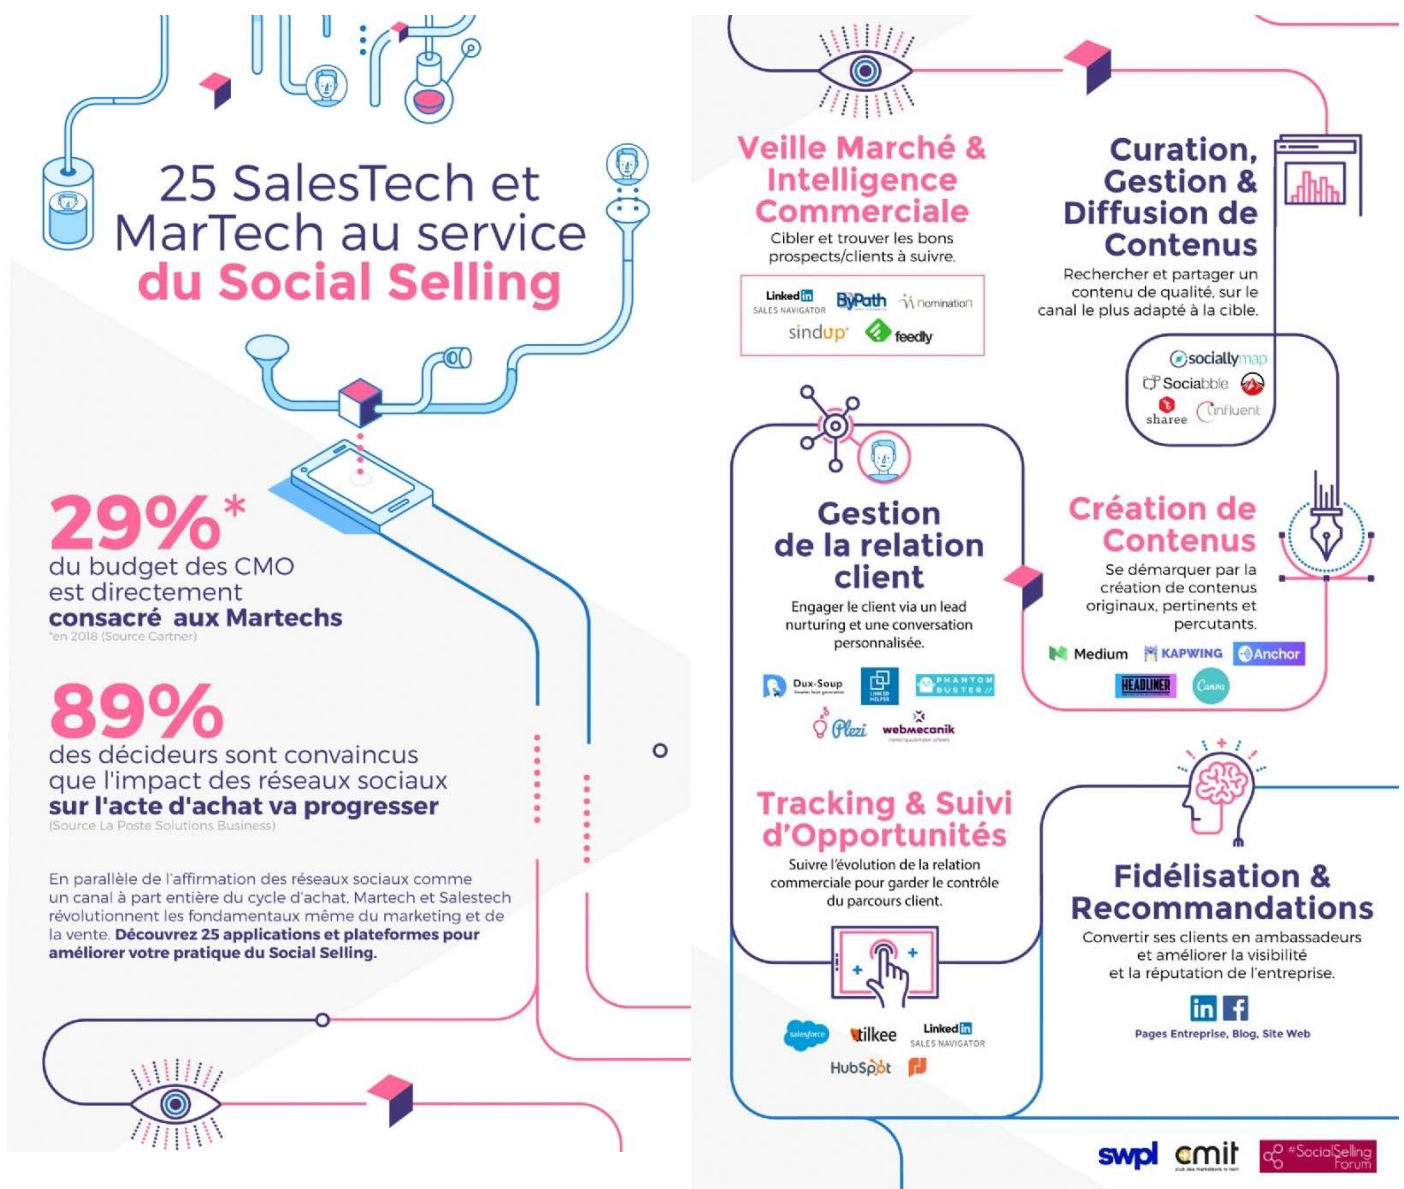 25 SalesTech et
MarTech au service
du Social Selling
29%*
du budget des CMO
est directement
consacré aux Martechs
*en 2018 (Source Gartner)
89%
des décideurs sont convaincus
que l'impact des réseaux sociaux
sur l'acte d'achat va progresser
(Source La Poste Solutions Business)
En parallèle de l'affirmation des réseaux sociaux comme
un canal à part entière du cycle d'achat, Martech et Salestech
révolutionnent les fondamentaux même du marketing et de
la vente. Découvrez 25 applications et plateformes pour
améliorer votre pratique du Social Selling.
Veille Marché &
Intelligence
Commerciale
Cibler et trouver les bons
prospects/clients à suivre.
Linked in
SALES NAVIGATOR
ByPath
nomination
sindup
feedly
Curation,
Gestion &
Diffusion de
Contenus
Rechercher et partager un
contenu de qualité, sur le
canal le plus adapté à la cible.
sociallymap
Sociabble
sharee
influent
Gestion
de la relation
client
Engager le client via un lead
nurturing et une conversation
personnalisée.
Dux-Soup
LINKED
HELPER
PHANTOM
BUSTER //
Plezi
webmecanik
Création de
Contenus
Se démarquer par la
création de contenus
originaux, pertinents et
percutants.
Medium
KAPWING
Anchor
HEADLINER
Canva
Tracking & Suivi
d'Opportunités
Suivre l'évolution de la relation
commerciale pour garder le contrôle
du parcours client.
salesforce
tilkee
Linked in
SALES NAVIGATOR
HubSpot
Fidélisation &
Recommandations
Convertir ses clients en ambassadeurs
et améliorer la visibilité
et la réputation de l'entreprise.
in f
Pages Entreprise, Blog, Site Web
swpl
cmit
#SocialSelling
Forum